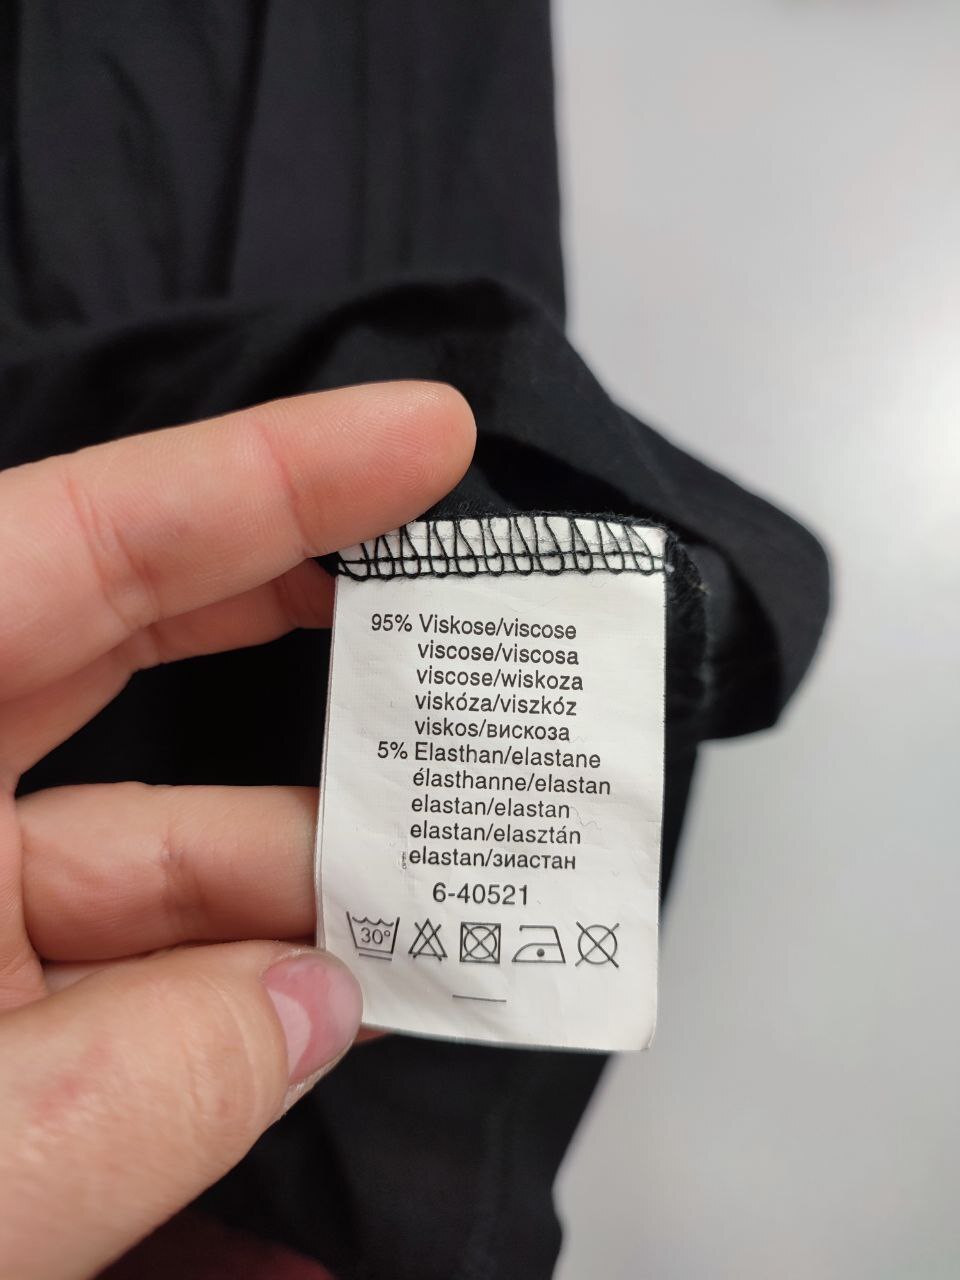 95% Viskose/viscose
viscose/viscosa
viscose/wiskoza
viskóza/viszkóz
viskos/вискоза
5% Elasthan/elastane
élasthanne/elastan
elastan/elastan
elastan/elasztán
elastan/зиастан
6-40521
30°